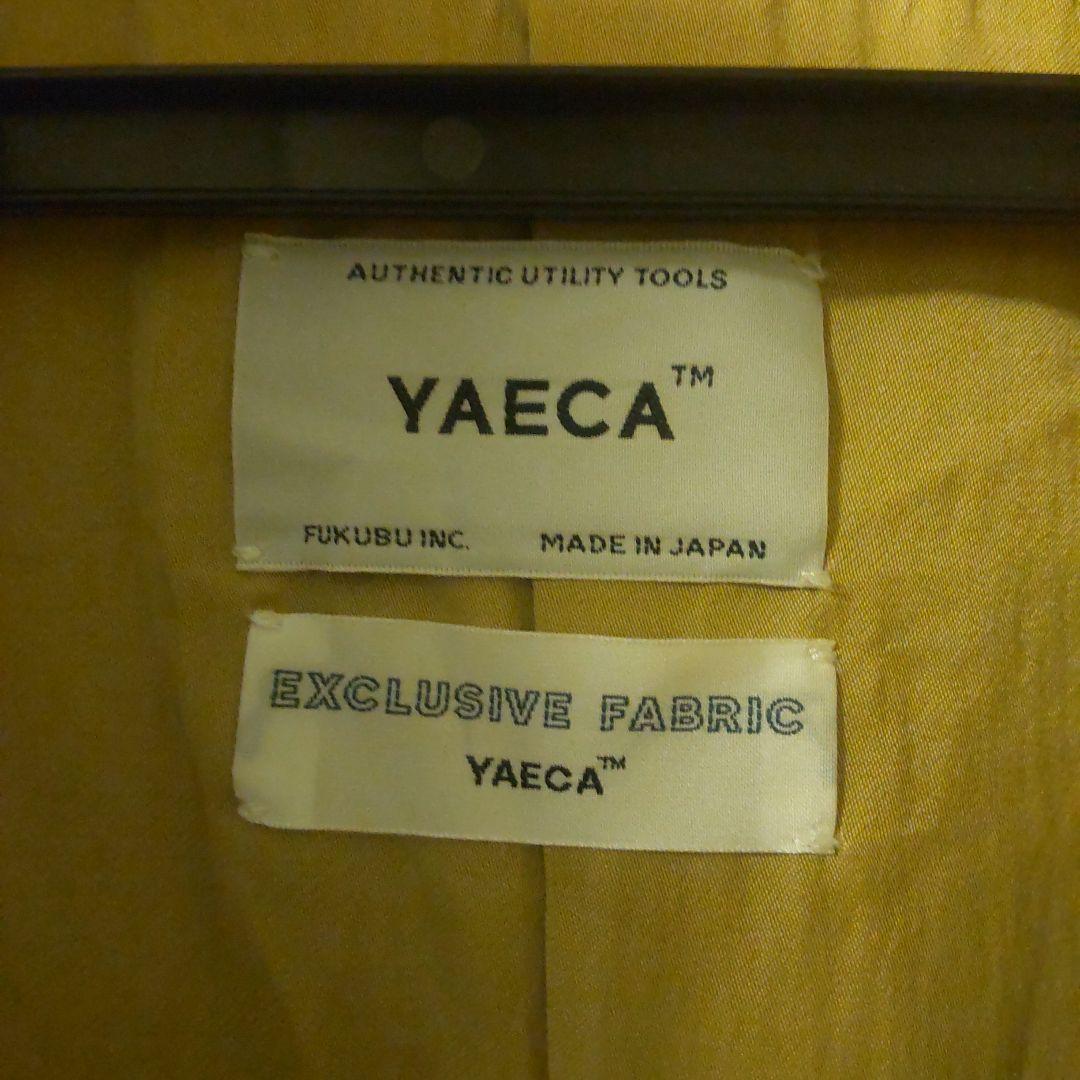 AUTHENTIC UTILITY TOOLS
YAECA™
FUKUBU INC. MADE IN JAPAN
EXCLUSIVE FABRIC
YAECA™